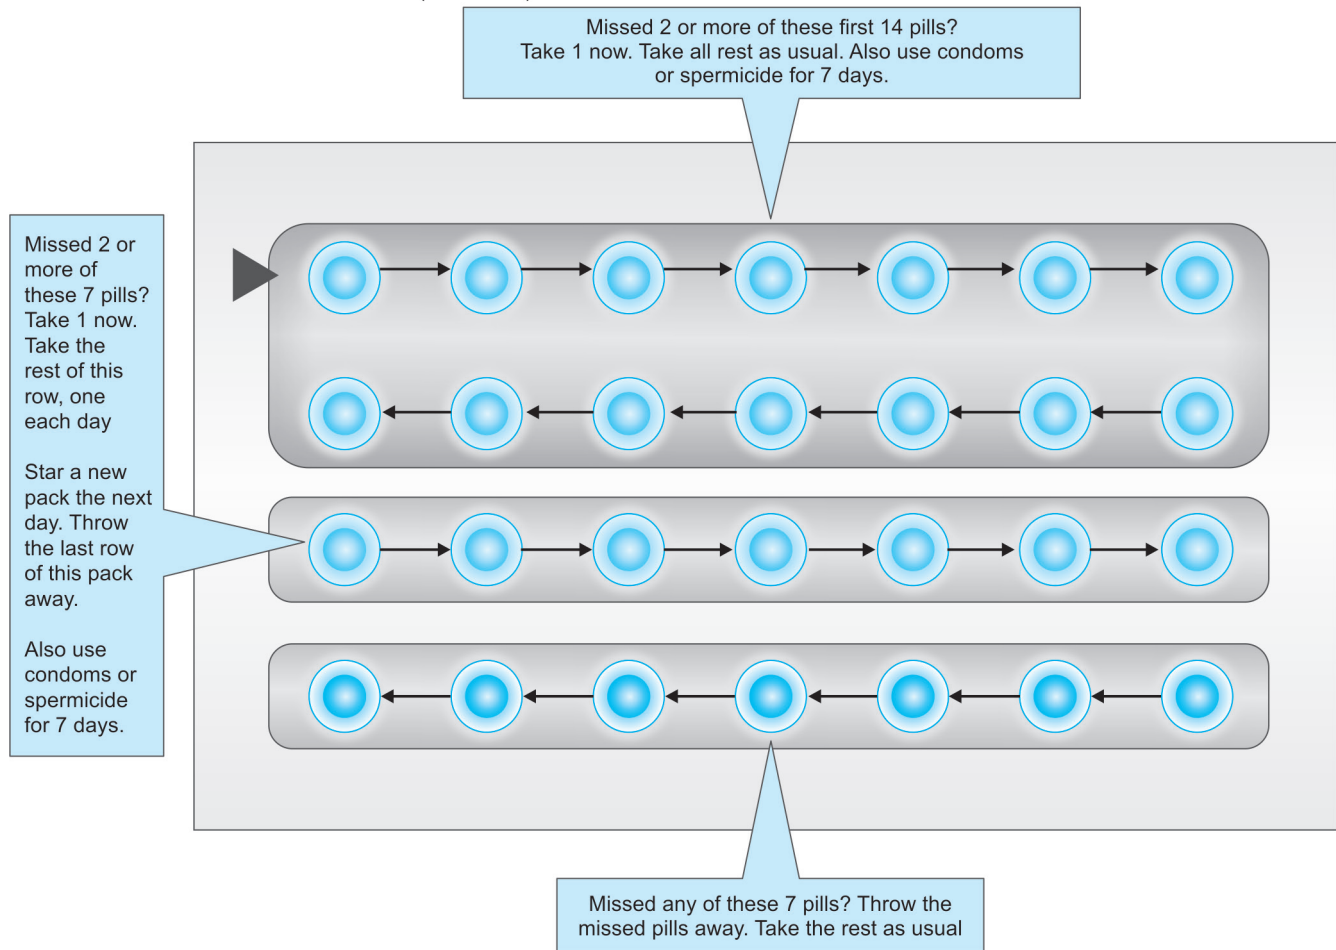 Missed 2 or more of these first 14 pills?
Take 1 now. Take all rest as usual. Also use condoms
or spermicide for 7 days.
Missed 2 or
more of
these 7 pills?
Take 1 now.
Take the
rest of this
row, one
each day
Star a new
pack the next
day. Throw
the last row
of this pack
away.
Also use
condoms or
spermicide
for 7 days.
Missed any of these 7 pills? Throw the
missed pills away. Take the rest as usual